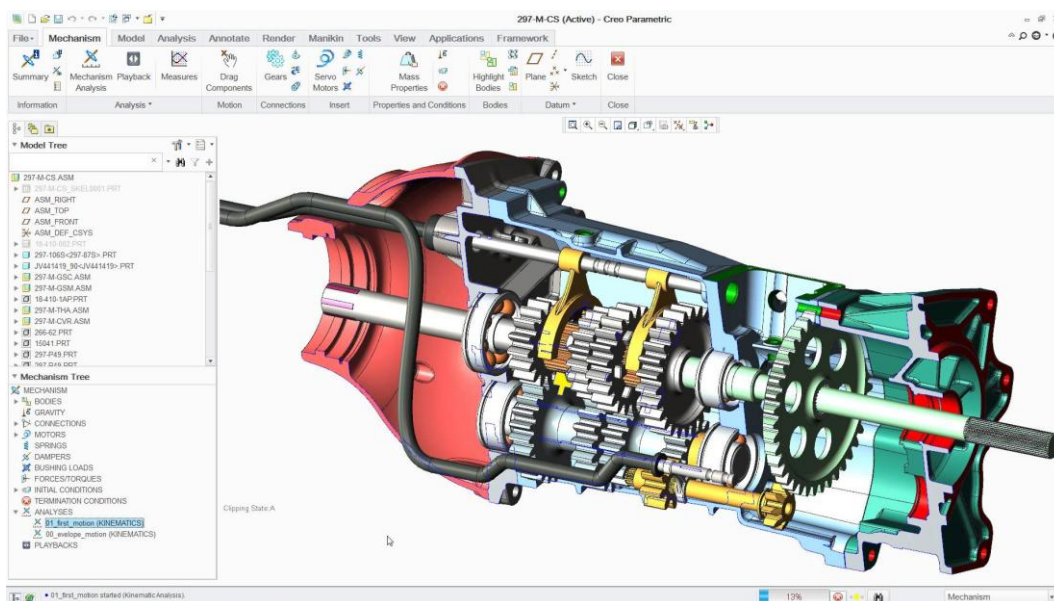 297-M-CS (Active) - Creo Parametric
File Mechanism Model Analysis Annotate Render Manikin Tools View Applications Framework
Summary Mechanism Analysis Playback Measures Drag Components Gears Servo Motors Mass Properties Highlight Bodies Plane Sketch Close
Information Analysis Motion Connections Insert Properties and Conditions Bodies Datum Close
Model Tree
297-M-CS.ASM
297-M-CS_SKEL0001.PRT
ASM_RIGHT
ASM_TOP
ASM_FRONT
ASM_DEF_CSYS
18-410-802.PRT
297-106S<297-87S>.PRT
JV441419_90<JV441419>.PRT
297-M-GSC.ASM
297-M-GSM.ASM
18-410-1AP.PRT
297-M-THA.ASM
297-M-CVR.ASM
266-62.PRT
15041.PRT
297-P49.PRT
Mechanism Tree
MECHANISM
BODIES
GRAVITY
CONNECTIONS
MOTORS
SPRINGS
DAMPERS
BUSHING LOADS
FORCES/TORQUES
INITIAL CONDITIONS
TERMINATION CONDITIONS
ANALYSES
01_first_motion (KINEMATICS)
00_evelope_motion (KINEMATICS)
PLAYBACKS
Clipping State:A
01_first_motion started (Kinematic Analysis).
13%
Mechanism